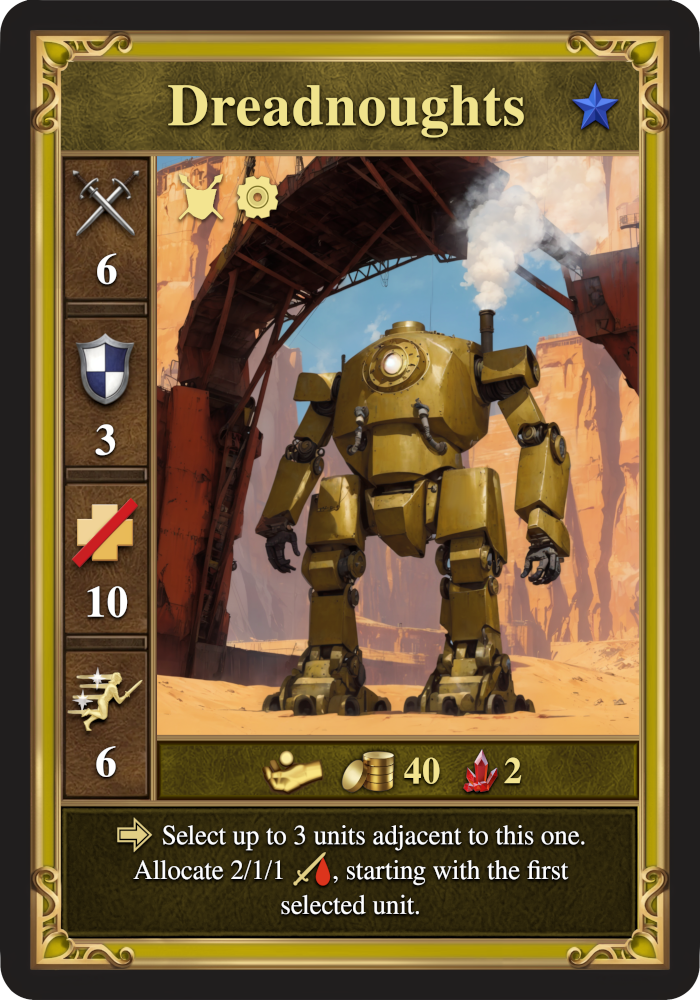 Dreadnoughts
6
3
10
6
40 2
Select up to 3 units adjacent to this one.
Allocate 2/1/1 , starting with the first
selected unit.